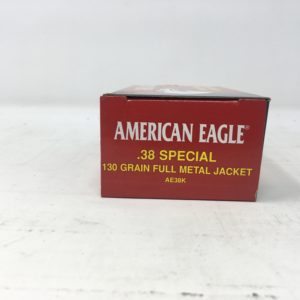 AMERICAN EAGLE®
.38 SPECIAL
130 GRAIN FULL METAL JACKET
AE38K